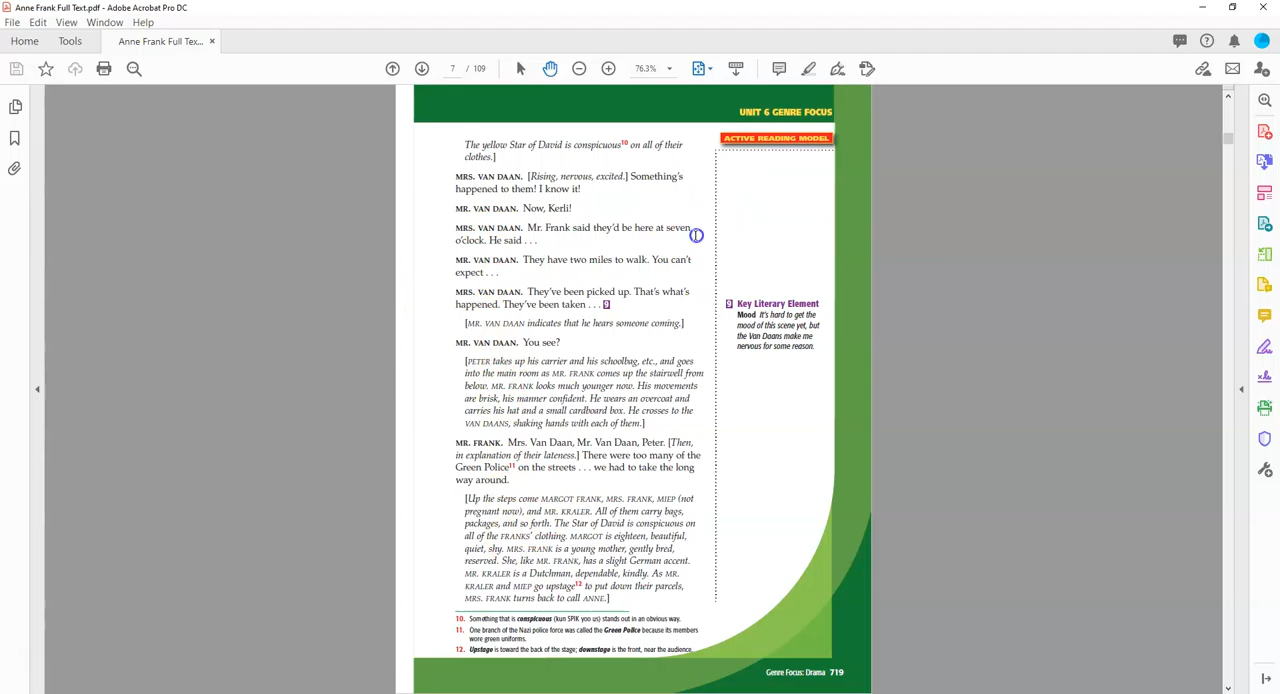 Anne Frank Full Text.pdf - Adobe Acrobat Pro DC
File Edit View Window Help
Home Tools Anne Frank Full Tex... ×
7 / 109 76.3%
UNIT 6 GENRE FOCUS
ACTIVE READING MODEL
The yellow Star of David is conspicuous10 on all of their
clothes.]
MRS. VAN DAAN. [Rising, nervous, excited.] Something's
happened to them! I know it!
MR. VAN DAAN. Now, Kerli!
MRS. VAN DAAN. Mr. Frank said they'd be here at seven
o'clock. He said . . .
MR. VAN DAAN. They have two miles to walk. You can't
expect . . .
MRS. VAN DAAN. They've been picked up. That's what's
happened. They've been taken . . . 9
[MR. VAN DAAN indicates that he hears someone coming.]
MR. VAN DAAN. You see?
[PETER takes up his carrier and his schoolbag, etc., and goes
into the main room as MR. FRANK comes up the stairwell from
below. MR. FRANK looks much younger now. His movements
are brisk, his manner confident. He wears an overcoat and
carries his hat and a small cardboard box. He crosses to the
VAN DAANS, shaking hands with each of them.]
MR. FRANK. Mrs. Van Daan, Mr. Van Daan, Peter. [Then,
in explanation of their lateness.] There were too many of the
Green Police11 on the streets . . . we had to take the long
way around.
[Up the steps come MARGOT FRANK, MRS. FRANK, MIEP (not
pregnant now), and MR. KRALER. All of them carry bags,
packages, and so forth. The Star of David is conspicuous on
all of the FRANKS' clothing. MARGOT is eighteen, beautiful,
quiet, shy. MRS. FRANK is a young mother, gently bred,
reserved. She, like MR. FRANK, has a slight German accent.
MR. KRALER is a Dutchman, dependable, kindly. As MR.
KRALER and MIEP go upstage12 to put down their parcels,
MRS. FRANK turns back to call ANNE.]
9 Key Literary Element
Mood It's hard to get the
mood of this scene yet, but
the Van Daans make me
nervous for some reason.
10. Something that is conspicuous (kun SPIK yoo us) stands out in an obvious way.
11. One branch of the Nazi police force was called the Green Police because its members
wore green uniforms.
12. Upstage is toward the back of the stage; downstage is the front, near the audience.
Genre Focus: Drama 719